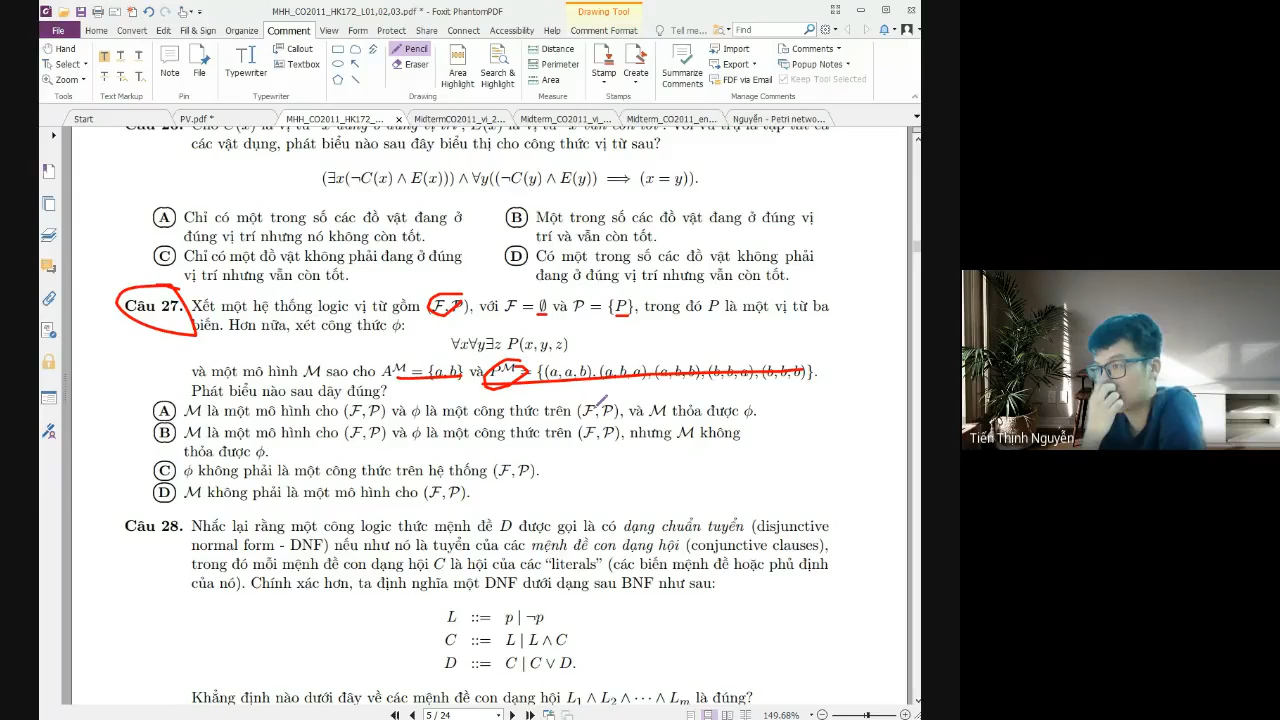 MHH_CO2011_HK172_L01,02,03.pdf * - Foxit PhantomPDF
Drawing Tool
File Home Convert Edit Fill & Sign Organize Comment View Form Protect Share Connect Accessibility Help Comment Format Tell me... Find
Hand
Select
Zoom
Tools
Text Markup
Note
File
Pin
Typewriter
Callout
Textbox
Typewriter
Pencil
Eraser
Drawing
Area Highlight
Search & Highlight
Distance
Perimeter
Area
Measure
Stamp
Create
Stamps
Summarize Comments
Import
Export
FDF via Email
Comments
Popup Notes
Keep Tool Selected
Manage Comments
Start PV.pdf * MHH_CO2011_HK172_... MidtermCO2011_vi_2... MidtermCO2011_vi_... MidtermCO2011_en... Nguyễn - Petri netwo...
các vật dụng, phát biểu nào sau đây biểu thị cho công thức vị từ sau?
(∃x(¬C(x) ∧ E(x))) ∧ ∀y((¬C(y) ∧ E(y)) ⟹ (x = y)).
A Chỉ có một trong số các đồ vật đang ở
đúng vị trí nhưng nó không còn tốt.
B Một trong số các đồ vật đang ở đúng vị
trí và vẫn còn tốt.
C Chỉ có một đồ vật không phải đang ở đúng
vị trí nhưng vẫn còn tốt.
D Có một trong số các đồ vật không phải
đang ở đúng vị trí nhưng vẫn còn tốt.
Câu 27. Xét một hệ thống logic vị từ gồm (F, P), với F = ∅ và P = {P}, trong đó P là một vị từ ba
biến. Hơn nữa, xét công thức ϕ:
∀x∀y∃z P(x, y, z)
và một mô hình M sao cho A^M = {a, b} và P^M = {(a, a, b), (a, b, a), (a, b, b), (b, b, a), (b, b, b)}.
Phát biểu nào sau đây đúng?
A M là một mô hình cho (F, P) và ϕ là một công thức trên (F, P), và M thỏa được ϕ.
B M là một mô hình cho (F, P) và ϕ là một công thức trên (F, P), nhưng M không
thỏa được ϕ.
C ϕ không phải là một công thức trên hệ thống (F, P).
D M không phải là một mô hình cho (F, P).
Câu 28. Nhắc lại rằng một công logic thức mệnh đề D được gọi là có dạng chuẩn tuyển (disjunctive
normal form - DNF) nếu như nó là tuyển của các mệnh đề con dạng hội (conjunctive clauses),
trong đó mỗi mệnh đề con dạng hội C là hội của các “literals” (các biến mệnh đề hoặc phủ định
của nó). Chính xác hơn, ta định nghĩa một DNF dưới dạng sau BNF như sau:
L ::= p | ¬p
C ::= L | L ∧ C
D ::= C | C ∨ D.
Khẳng định nào dưới đây về các mệnh đề con dạng hội L1 ∧ L2 ∧ ··· ∧ Lm là đúng?
5 / 24
149.68%
Tiến Thịnh Nguyễn